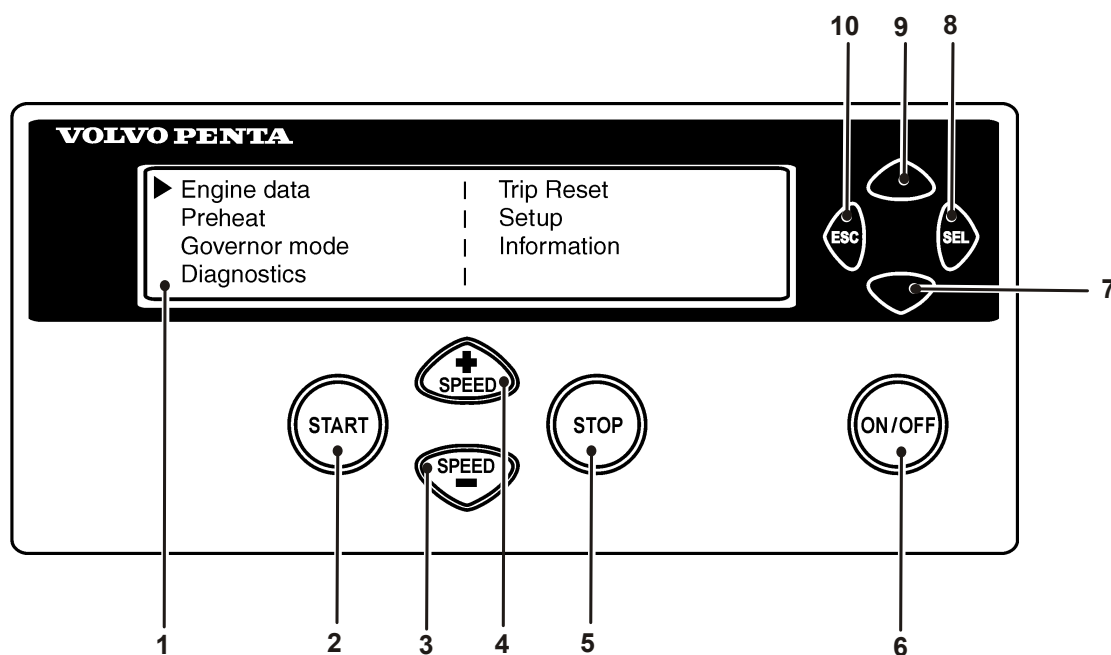 10 9 8
VOLVO PENTA
Engine data
Preheat
Governor mode
Diagnostics
Trip Reset
Setup
Information
ESC
SEL
7
+
SPEED
START
STOP
ON/OFF
SPEED
-
1 2 3 4 5 6